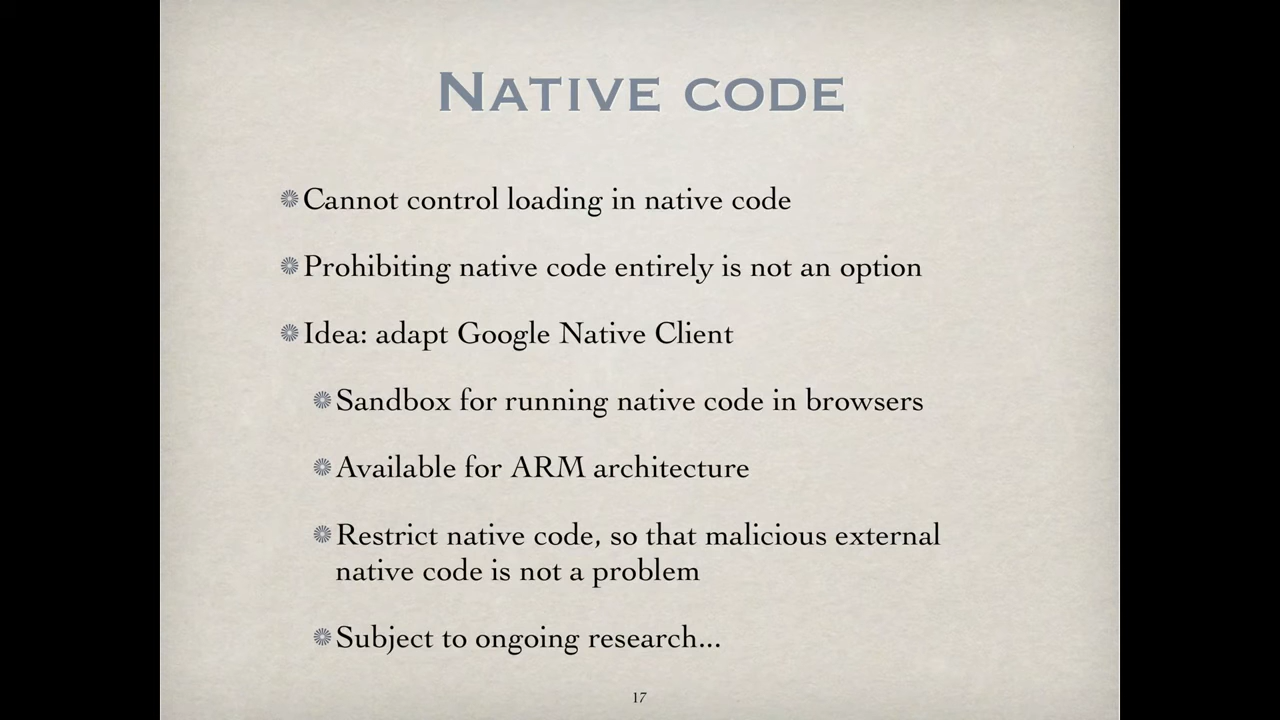 Native code
Cannot control loading in native code
Prohibiting native code entirely is not an option
Idea: adapt Google Native Client
Sandbox for running native code in browsers
Available for ARM architecture
Restrict native code, so that malicious external
native code is not a problem
Subject to ongoing research...
17